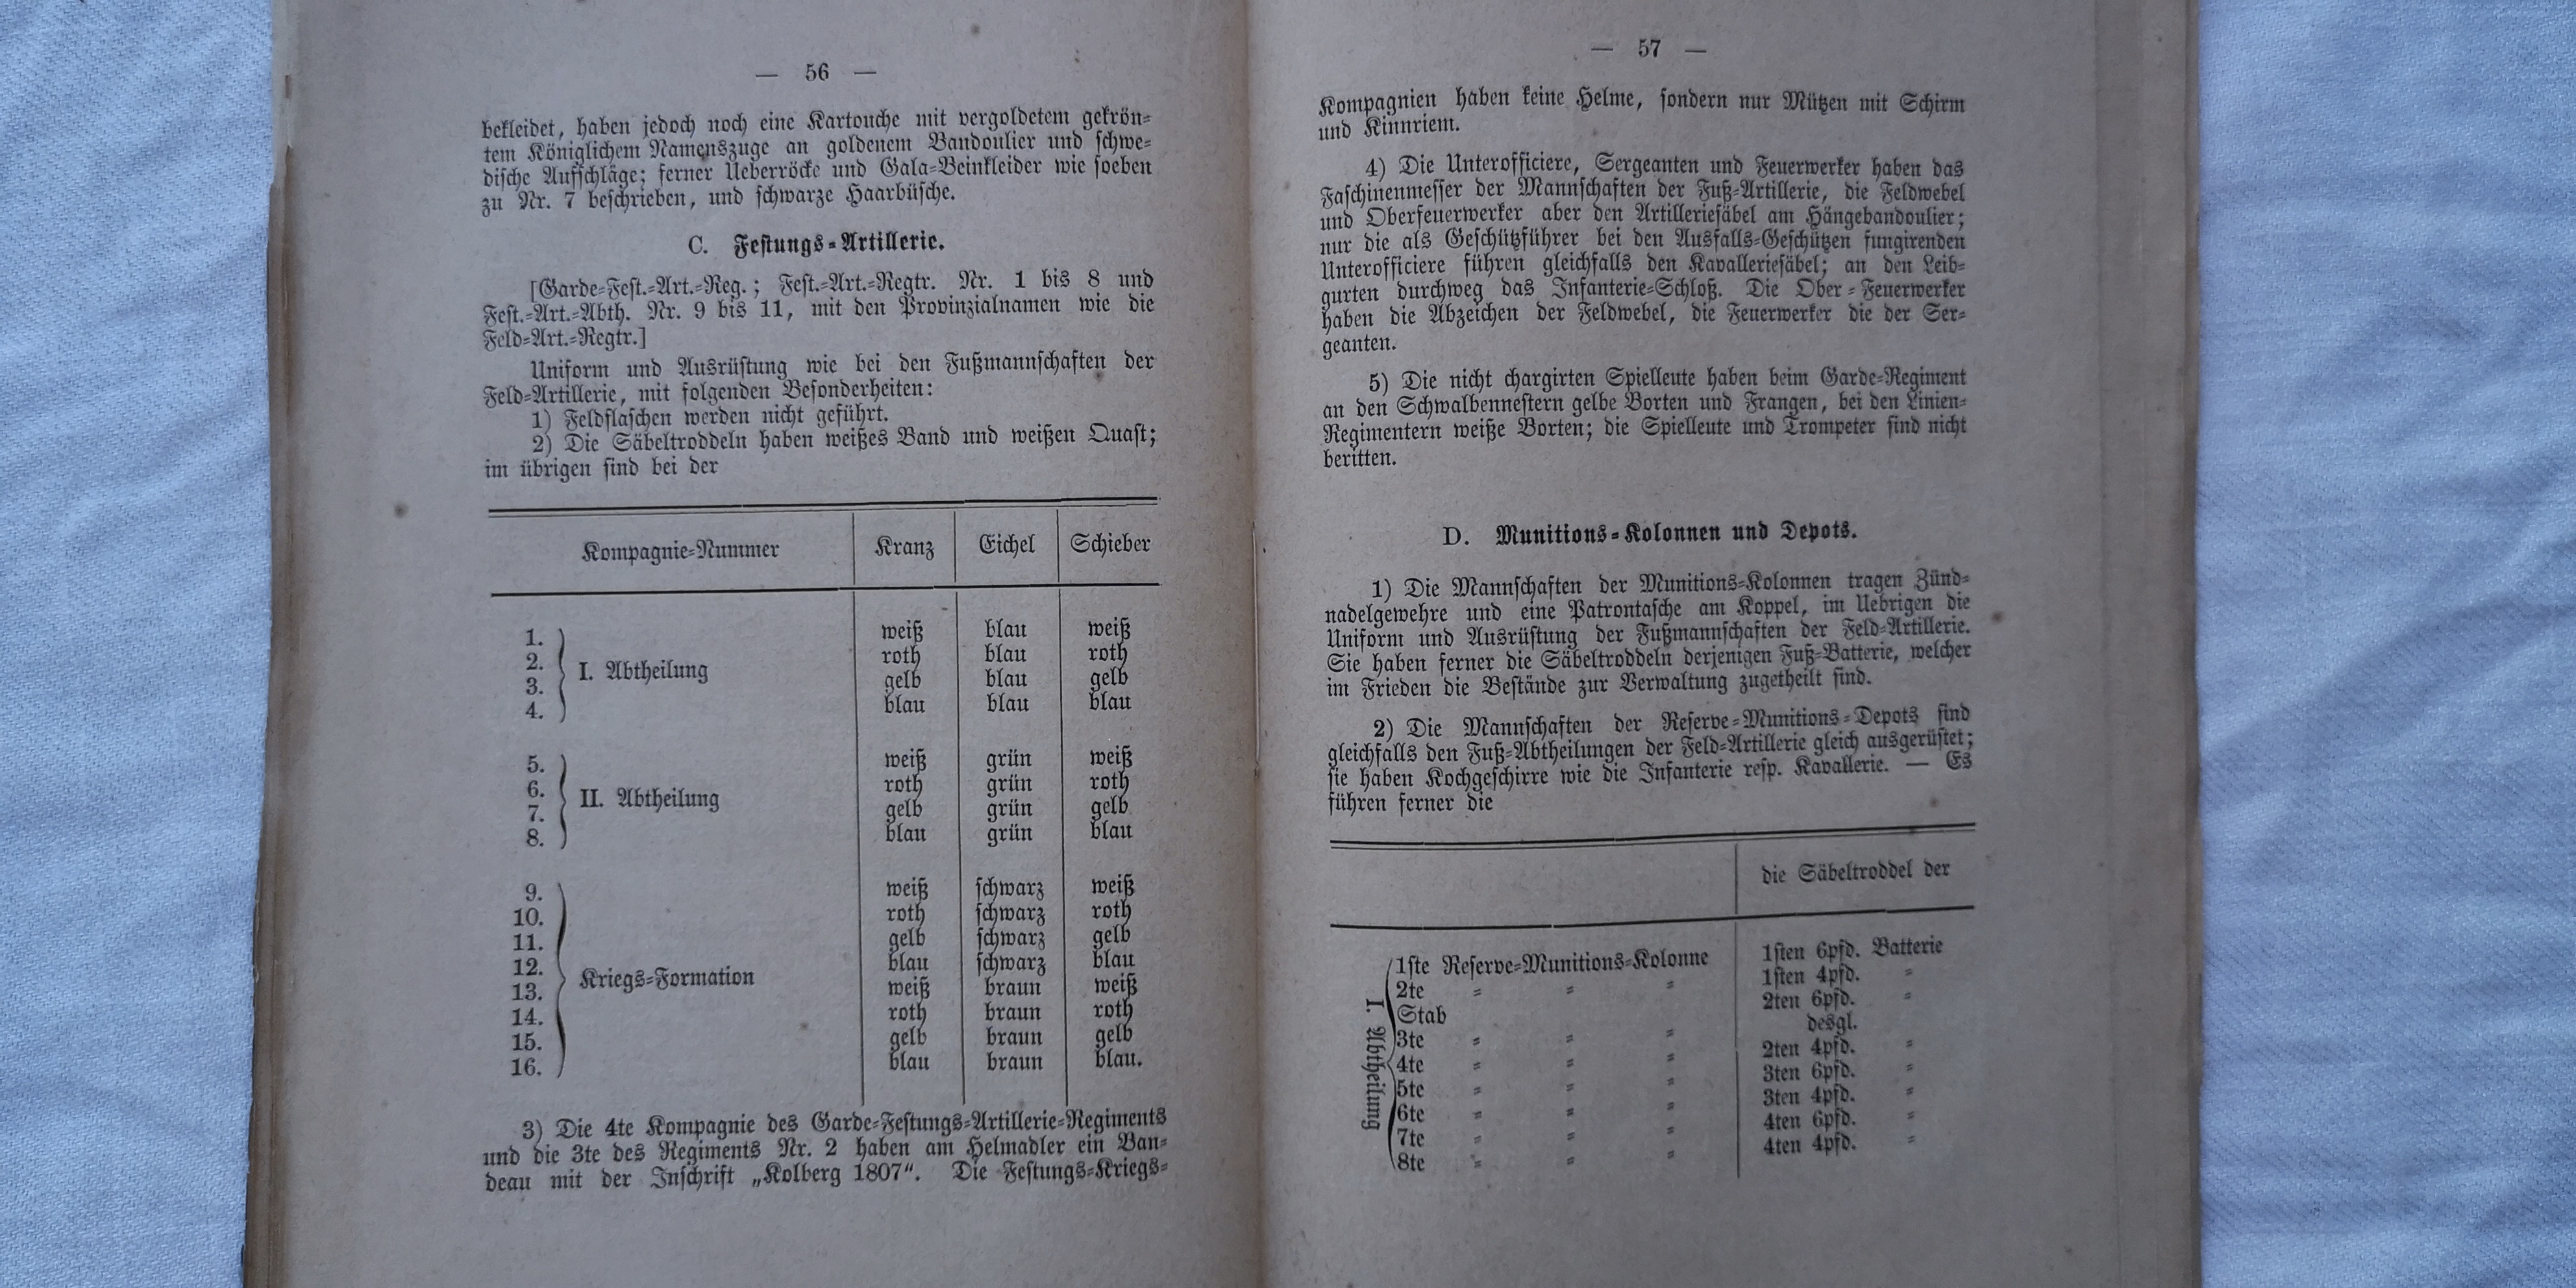 — 56 —
bekleidet, haben jedoch noch eine Kartouche mit vergoldetem gekrön-
tem Königlichem Namenszuge an goldenem Bandoulier und schwe-
dische Aufschläge; ferner Ueberröcke und Gala-Beinkleider wie soeben
zu Nr. 7 beschrieben, und schwarze Haarbüsche.
C. Festungs-Artillerie.
[Garde-Fest.-Art.-Reg.; Fest.-Art.-Regtr. Nr. 1 bis 8 und
Fest.-Art.-Abth. Nr. 9 bis 11, mit den Provinzialnamen wie die
Feld-Art.-Regtr.]
Uniform und Ausrüstung wie bei den Fußmannschaften der
Feld-Artillerie, mit folgenden Besonderheiten:
1) Feldflaschen werden nicht geführt.
2) Die Säbeltroddeln haben weißes Band und weißen Quast;
im übrigen sind bei der
Kompagnie-Nummer Kranz Eichel Schieber
1. weiß blau weiß
2. roth blau roth
I. Abtheilung
3. gelb blau gelb
4. blau blau blau
5. weiß grün weiß
6. roth grün roth
II. Abtheilung
7. gelb grün gelb
8. blau grün blau
9. weiß schwarz weiß
10. roth schwarz roth
11. gelb schwarz gelb
12. blau schwarz blau
Kriegs-Formation
13. weiß braun weiß
14. roth braun roth
15. gelb braun gelb
16. blau braun blau.
3) Die 4te Kompagnie des Garde-Festungs-Artillerie-Regiments
und die 3te des Regiments Nr. 2 haben am Helmadler ein Ban-
deau mit der Inschrift „Kolberg 1807“. Die Festungs-Kriegs-
— 57 —
Kompagnien haben keine Helme, sondern nur Mützen mit Schirm
und Kinnriem.
4) Die Unterofficiere, Sergeanten und Feuerwerker haben das
Faschinenmesser der Mannschaften der Fuß-Artillerie, die Feldwebel
und Oberfeuerwerker aber den Artilleriesäbel am Hängebandoulier;
nur die als Geschützführer bei den Ausfalls-Geschützen fungirenden
Unterofficiere führen gleichfalls den Kavalleriesäbel; an den Leib-
gurten durchweg das Infanterie-Schloß. Die Ober-Feuerwerker
haben die Abzeichen der Feldwebel, die Feuerwerker die der Ser-
geanten.
5) Die nicht chargirten Spielleute haben beim Garde-Regiment
an den Schwalbennestern gelbe Borten und Frangen, bei den Linien-
Regimentern weiße Borten; die Spielleute und Trompeter sind nicht
beritten.
D. Munitions-Kolonnen und Depots.
1) Die Mannschaften der Munitions-Kolonnen tragen Zünd-
nadelgewehre und eine Patrontasche am Koppel, im Uebrigen die
Uniform und Ausrüstung der Fußmannschaften der Feld-Artillerie.
Sie haben ferner die Säbeltroddeln derjenigen Fuß-Batterie, welcher
im Frieden die Bestände zur Verwaltung zugetheilt sind.
2) Die Mannschaften der Reserve-Munitions-Depots sind
gleichfalls den Fuß-Abtheilungen der Feld-Artillerie gleich ausgerüstet;
sie haben Kochgeschirre wie die Infanterie resp. Kavallerie. — Es
führen ferner die
die Säbeltroddel der
I. Abtheilung
1ste Reserve-Munitions-Kolonne 1sten 6pfd. Batterie
2te " " " 1sten 4pfd. "
Stab 2ten 6pfd. "
3te " " " desgl.
4te " " " 2ten 4pfd. "
5te " " " 3ten 6pfd. "
6te " " " 3ten 4pfd. "
7te " " " 4ten 6pfd. "
8te " " " 4ten 4pfd. "